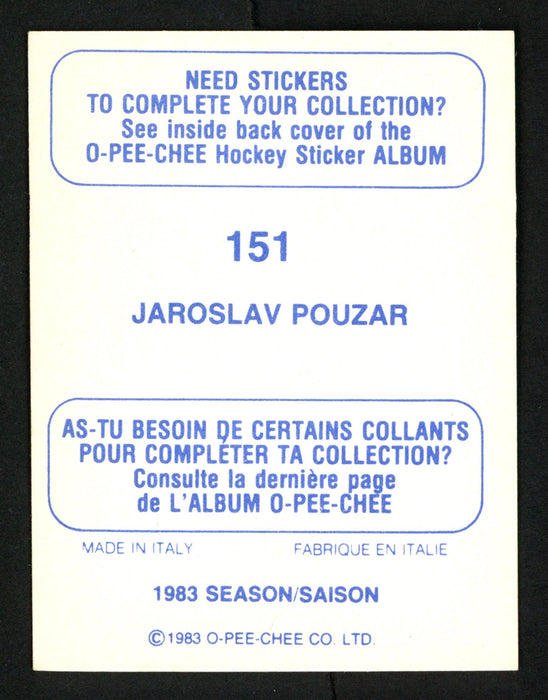 NEED STICKERS
TO COMPLETE YOUR COLLECTION?
See inside back cover of the
O-PEE-CHEE Hockey Sticker ALBUM
151
JAROSLAV POUZAR
AS-TU BESOIN DE CERTAINS COLLANTS
POUR COMPLÉTER TA COLLECTION?
Consulte la dernière page
de L'ALBUM O-PEE-CHEE
MADE IN ITALY FABRIQUE EN ITALIE
1983 SEASON/SAISON
© 1983 O-PEE-CHEE CO. LTD.